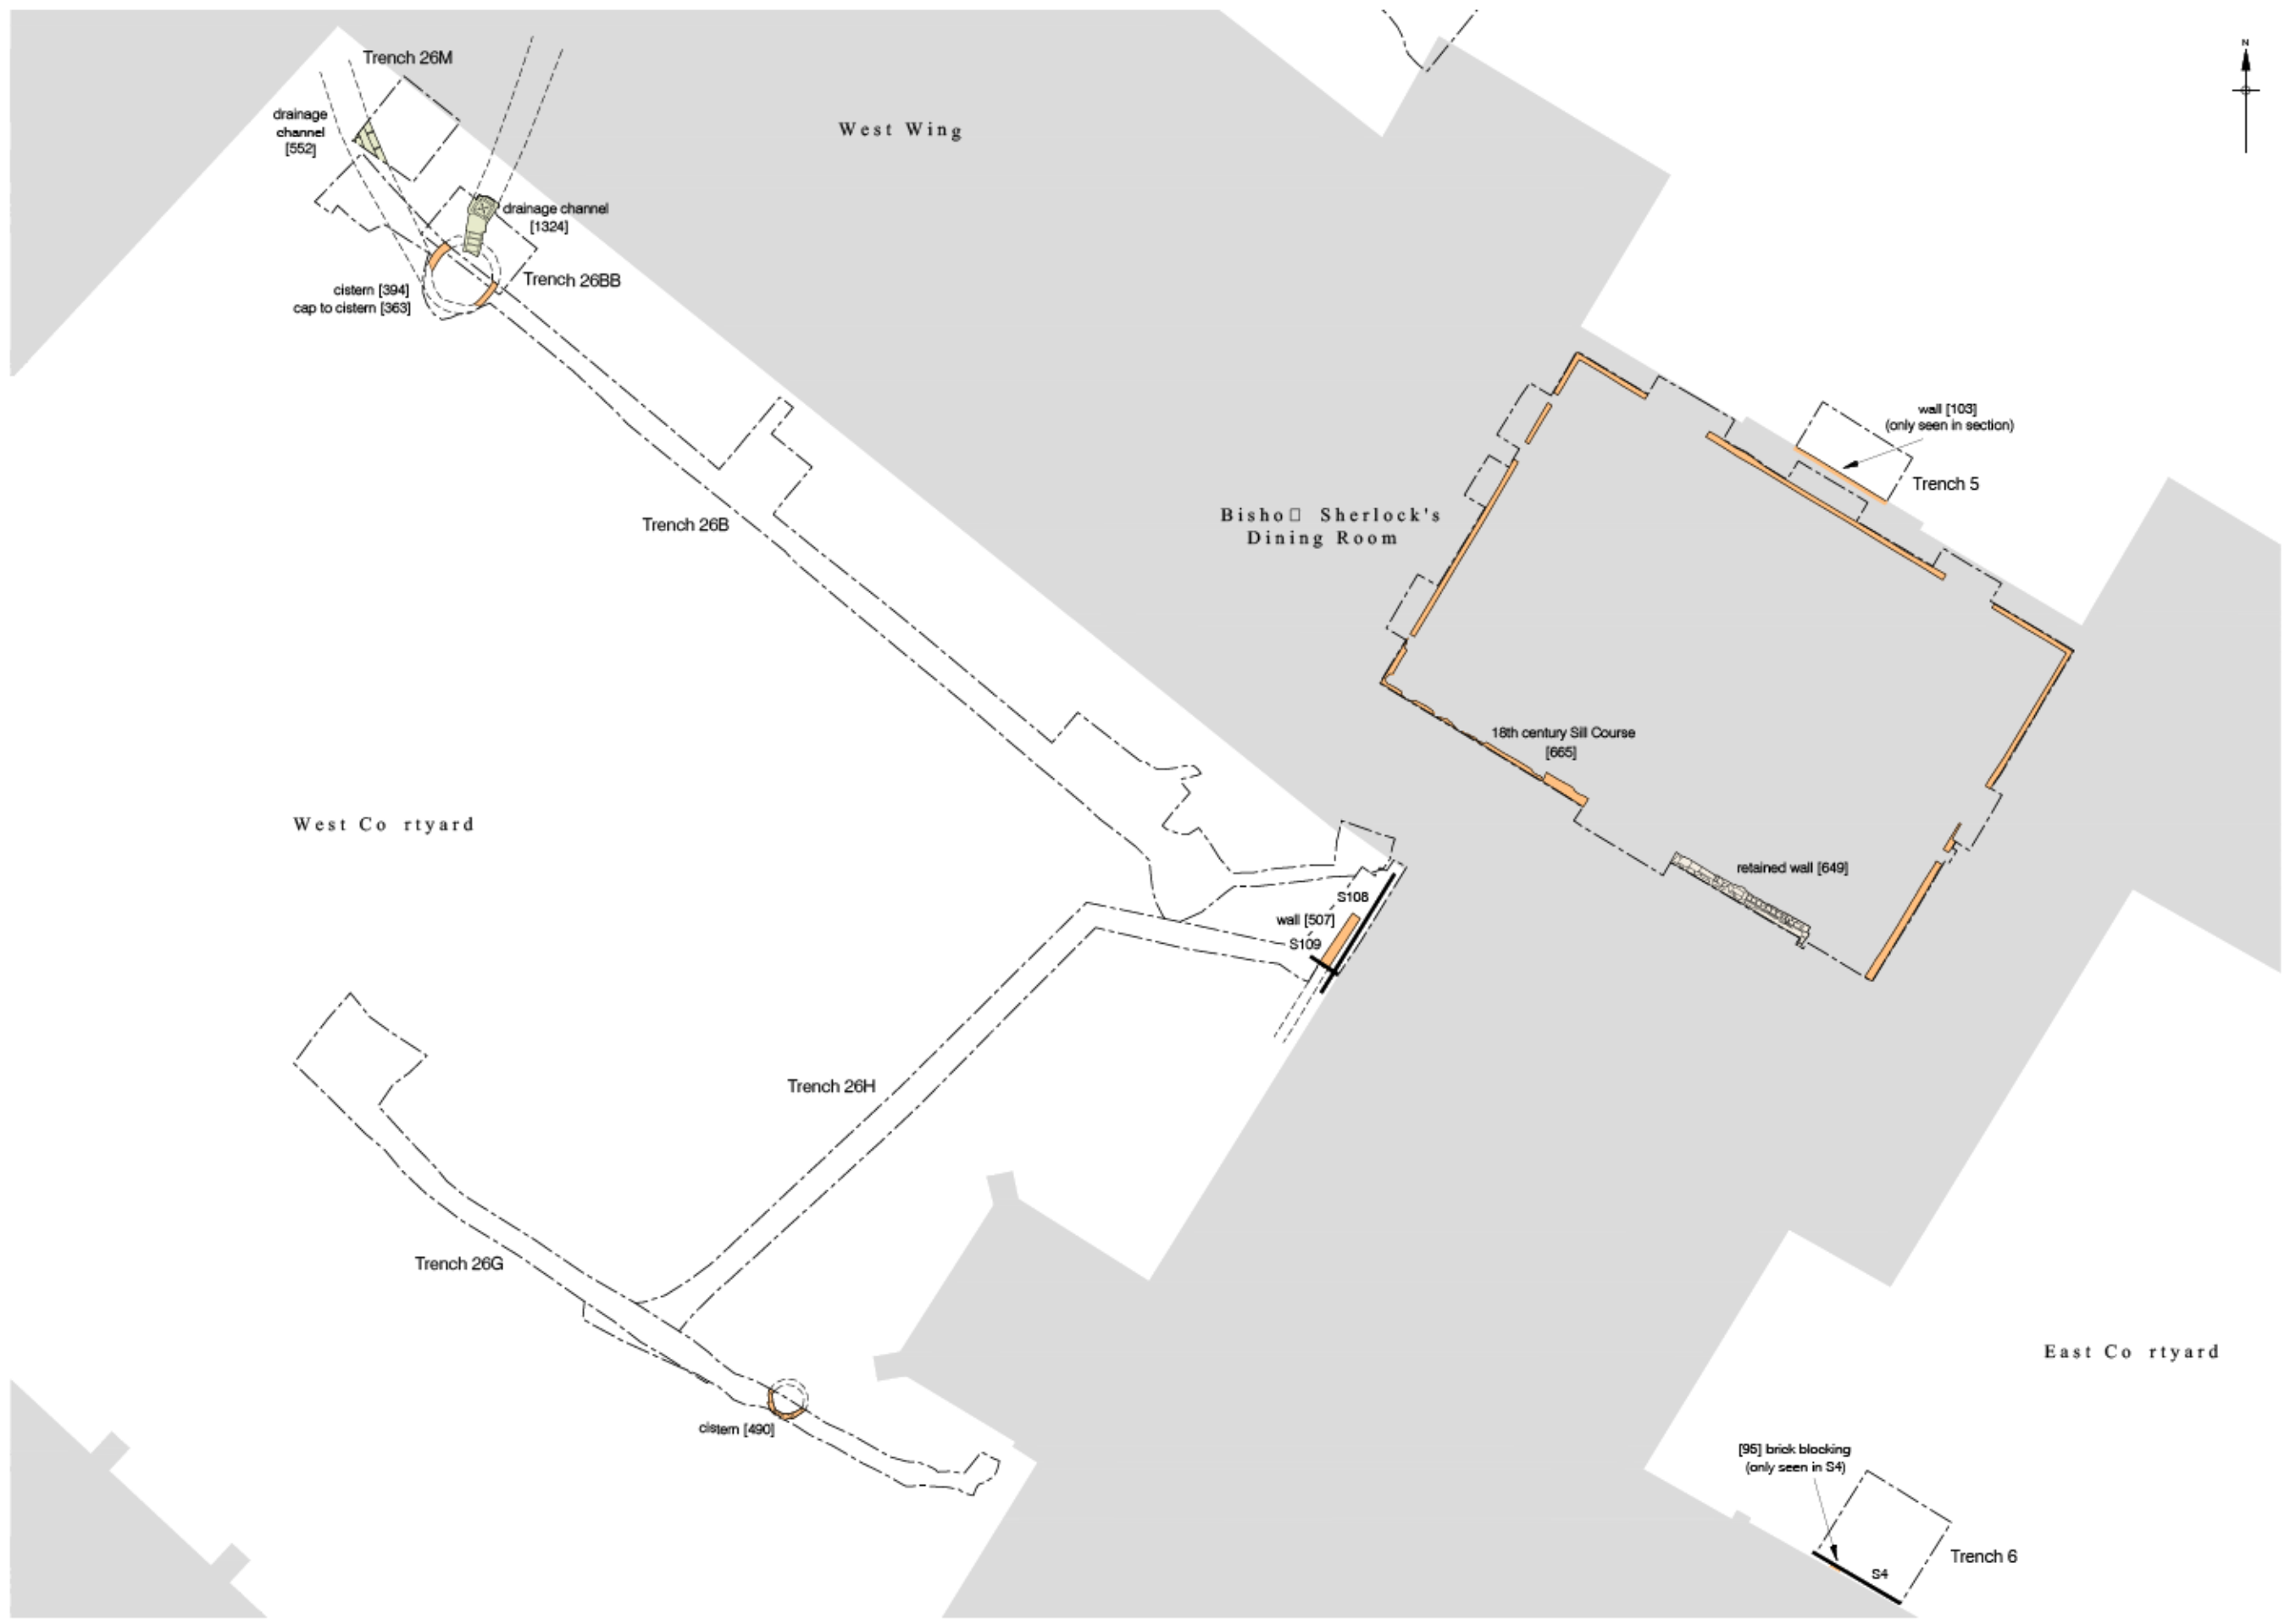 N
Trench 26M
drainage
channel
[552]
West Wing
drainage channel
[1324]
Trench 26BB
cistern [394]
cap to cistern [363]
wall [103]
(only seen in section)
Trench 5
Bisho□ Sherlock's
Dining Room
Trench 26B
18th century Sill Course
[665]
West Co rtyard
retained wall [649]
S108
wall [507]
S109
Trench 26H
Trench 26G
East Co rtyard
cistern [490]
[95] brick blocking
(only seen in S4)
Trench 6
S4